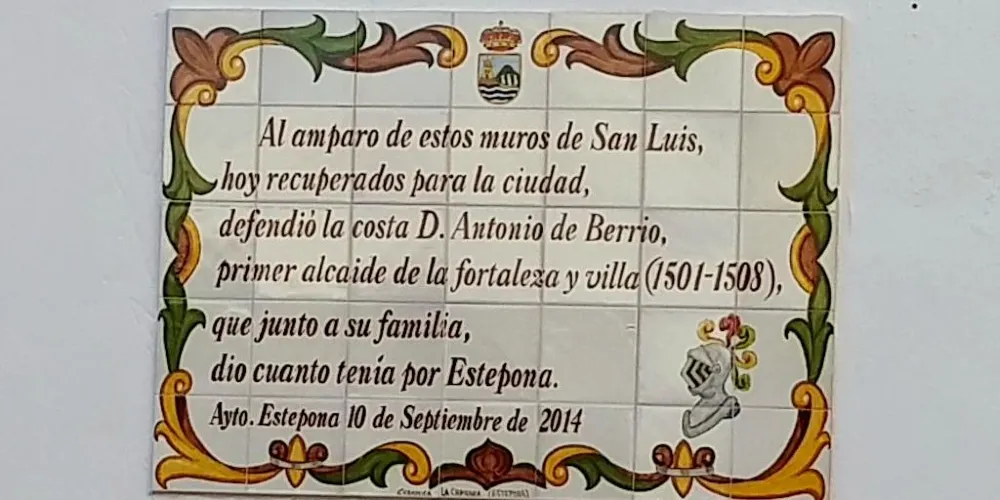 Al amparo de estos muros de San Luis,
hoy recuperados para la ciudad,
defendió la costa D. Antonio de Berrio,
primer alcaide de la fortaleza y villa (1501-1508),
que junto a su familia,
dio cuanto tenía por Estepona.
Ayto. Estepona 10 de Septiembre de 2014
LA (ESTEPONA)